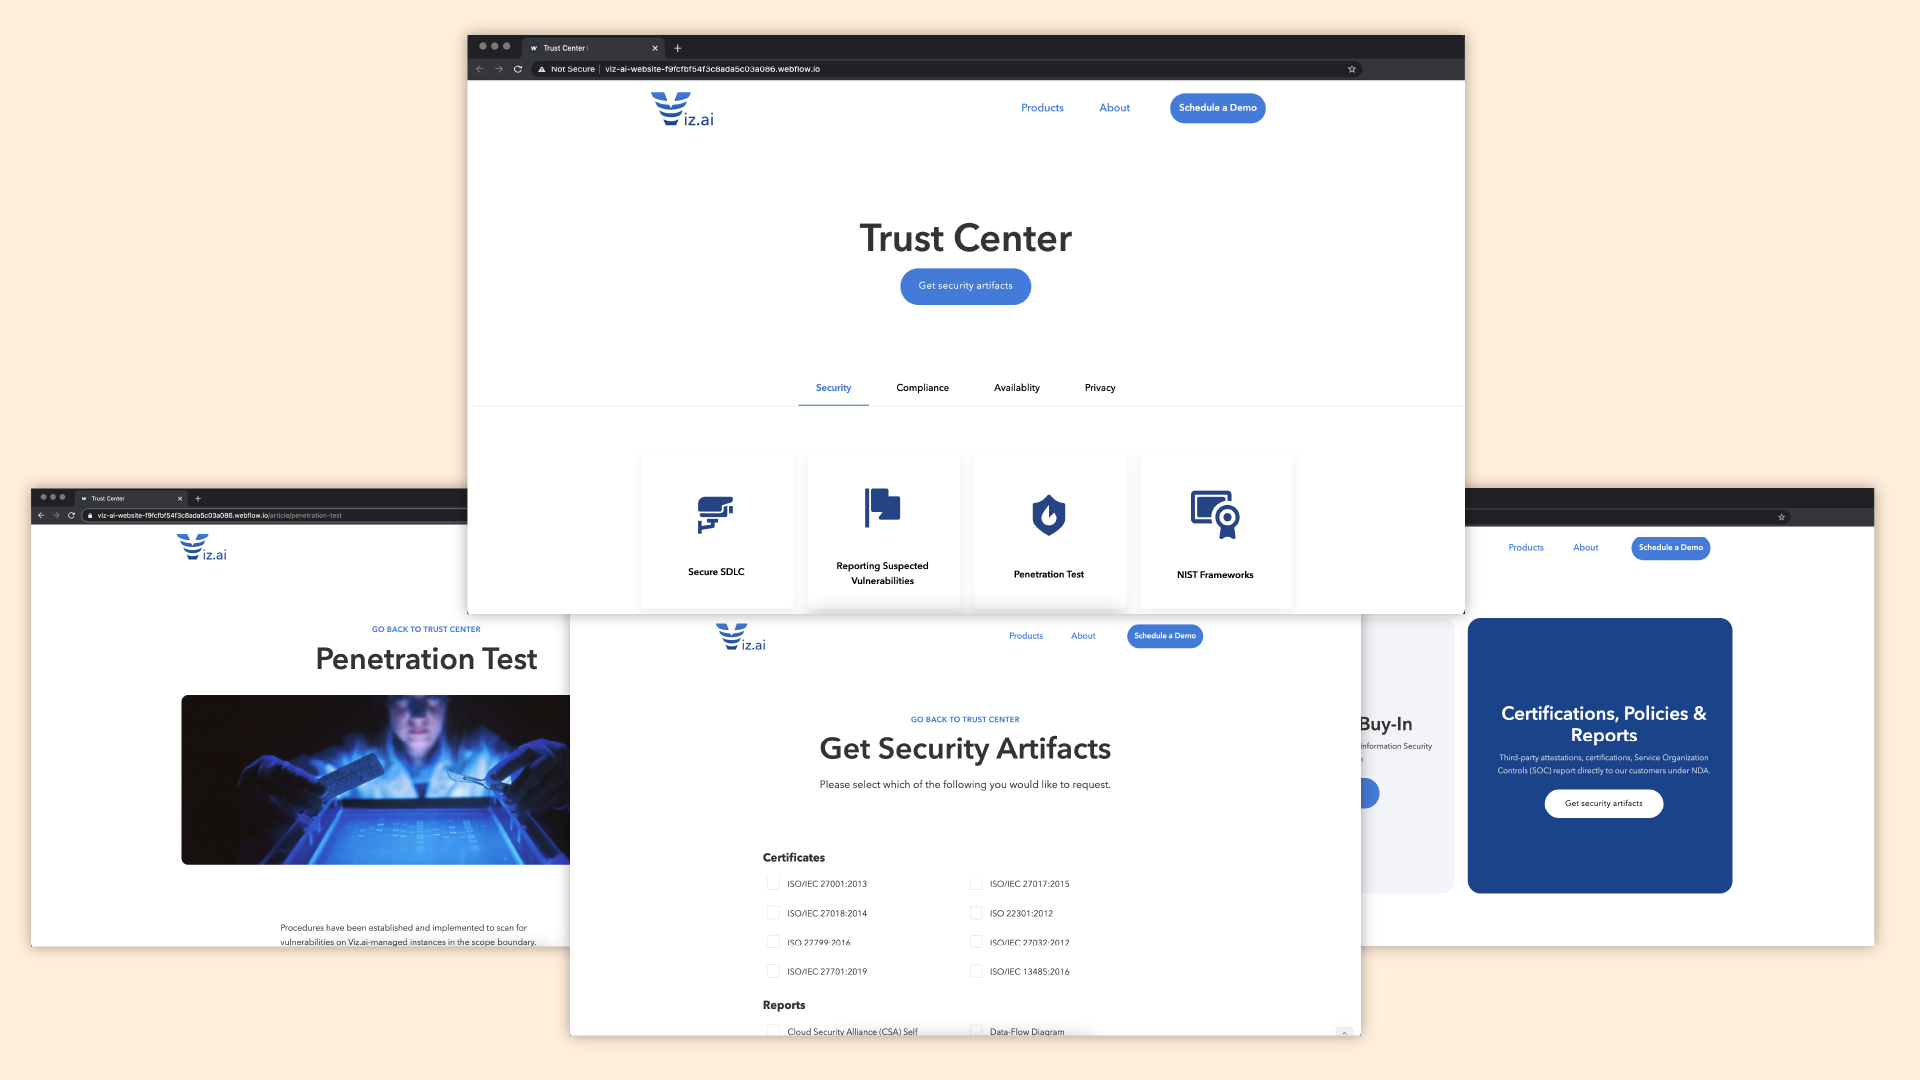 Trust Center
Not Secure | viz-ai-website-f9fcfbf54f3c8ada5c03a086.webflow.io
Viz.ai
Products
About
Schedule a Demo
Trust Center
Get security artifacts
Security
Compliance
Availablity
Privacy
Secure SDLC
Reporting Suspected
Vulnerabilities
Penetration Test
NIST Frameworks
Trust Center
viz-ai-website-f9fcfbf54f3c8ada5c03a086.webflow.io/article/penetration-test
Viz.ai
GO BACK TO TRUST CENTER
Penetration Test
Procedures have been established and implemented to scan for
vulnerabilities on Viz.ai-managed instances in the scope boundary.
Viz.ai
Products
About
Schedule a Demo
GO BACK TO TRUST CENTER
Get Security Artifacts
Please select which of the following you would like to request.
Certificates
ISO/IEC 27001:2013
ISO/IEC 27017:2015
ISO/IEC 27018:2014
ISO 22301:2012
ISO 27799:2016
ISO/IEC 27032:2012
ISO/IEC 27701:2019
ISO/IEC 13485:2016
Reports
Cloud Security Alliance (CSA) Self
Data-Flow Diagram
Products
About
Schedule a Demo
Buy-In
Information Security
Certifications, Policies &
Reports
Third-party attestations, certifications, Service Organization
Controls (SOC) report directly to our customers under NDA.
Get security artifacts